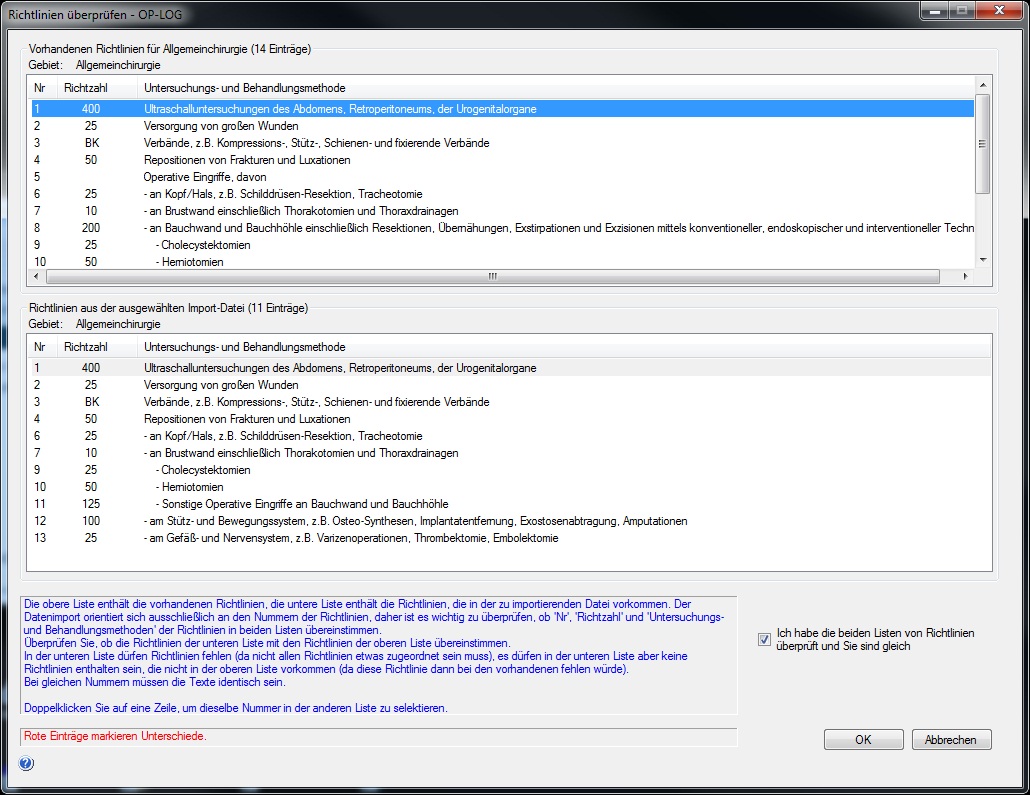 Richtlinien überprüfen - OP-LOG
Vorhandenen Richtlinien für Allgemeinchirurgie (14 Einträge)
Gebiet: Allgemeinchirurgie
Nr Richtzahl Untersuchungs- und Behandlungsmethode
1 400 Ultraschalluntersuchungen des Abdomens, Retroperitoneums, der Urogenitalorgane
2 25 Versorgung von großen Wunden
3 BK Verbände, z.B. Kompressions-, Stütz-, Schienen- und fixierende Verbände
4 50 Repositionen von Frakturen und Luxationen
5 Operative Eingriffe, davon
6 25 - an Kopf/Hals, z.B. Schilddrüsen-Resektion, Tracheotomie
7 10 - an Brustwand einschließlich Thorakotomien und Thoraxdrainagen
8 200 - an Bauchwand und Bauchhöhle einschließlich Resektionen, Übernähungen, Exstirpationen und Exzisionen mittels konventioneller, endoskopischer und interventioneller Techn
9 25 - Cholecystektomien
10 50 - Herniotomien
Richtlinien aus der ausgewählten Import-Datei (11 Einträge)
Gebiet: Allgemeinchirurgie
Nr Richtzahl Untersuchungs- und Behandlungsmethode
1 400 Ultraschalluntersuchungen des Abdomens, Retroperitoneums, der Urogenitalorgane
2 25 Versorgung von großen Wunden
3 BK Verbände, z.B. Kompressions-, Stütz-, Schienen- und fixierende Verbände
4 50 Repositionen von Frakturen und Luxationen
6 25 - an Kopf/Hals, z.B. Schilddrüsen-Resektion, Tracheotomie
7 10 - an Brustwand einschließlich Thorakotomien und Thoraxdrainagen
9 25 - Cholecystektomien
10 50 - Herniotomien
11 125 - Sonstige Operative Eingriffe an Bauchwand und Bauchhöhle
12 100 - am Stütz- und Bewegungssystem, z.B. Osteo-Synthesen, Implantatentfernung, Exostosenabtragung, Amputationen
13 25 - am Gefäß- und Nervensystem, z.B. Varizenoperationen, Thrombektomie, Embolektomie
Die obere Liste enthält die vorhandenen Richtlinien, die untere Liste enthält die Richtlinien, die in der zu importierenden Datei vorkommen. Der
Datenimport orientiert sich ausschließlich an den Nummern der Richtlinien, daher ist es wichtig zu überprüfen, ob 'Nr', 'Richtzahl' und 'Untersuchungs-
und Behandlungsmethoden' der Richtlinien in beiden Listen übereinstimmen.
Überprüfen Sie, ob die Richtlinien der unteren Liste mit den Richtlinien der oberen Liste übereinstimmen.
In der unteren Liste dürfen Richtlinien fehlen (da nicht allen Richtlinien etwas zugeordnet sein muss), es dürfen in der unteren Liste aber keine
Richtlinien enthalten sein, die nicht in der oberen Liste vorkommen (da diese Richtlinie dann bei den vorhandenen fehlen würde).
Bei gleichen Nummern müssen die Texte identisch sein.
Doppelklicken Sie auf eine Zeile, um dieselbe Nummer in der anderen Liste zu selektieren.
Ich habe die beiden Listen von Richtlinien
überprüft und Sie sind gleich
Rote Einträge markieren Unterschiede.
OK
Abbrechen